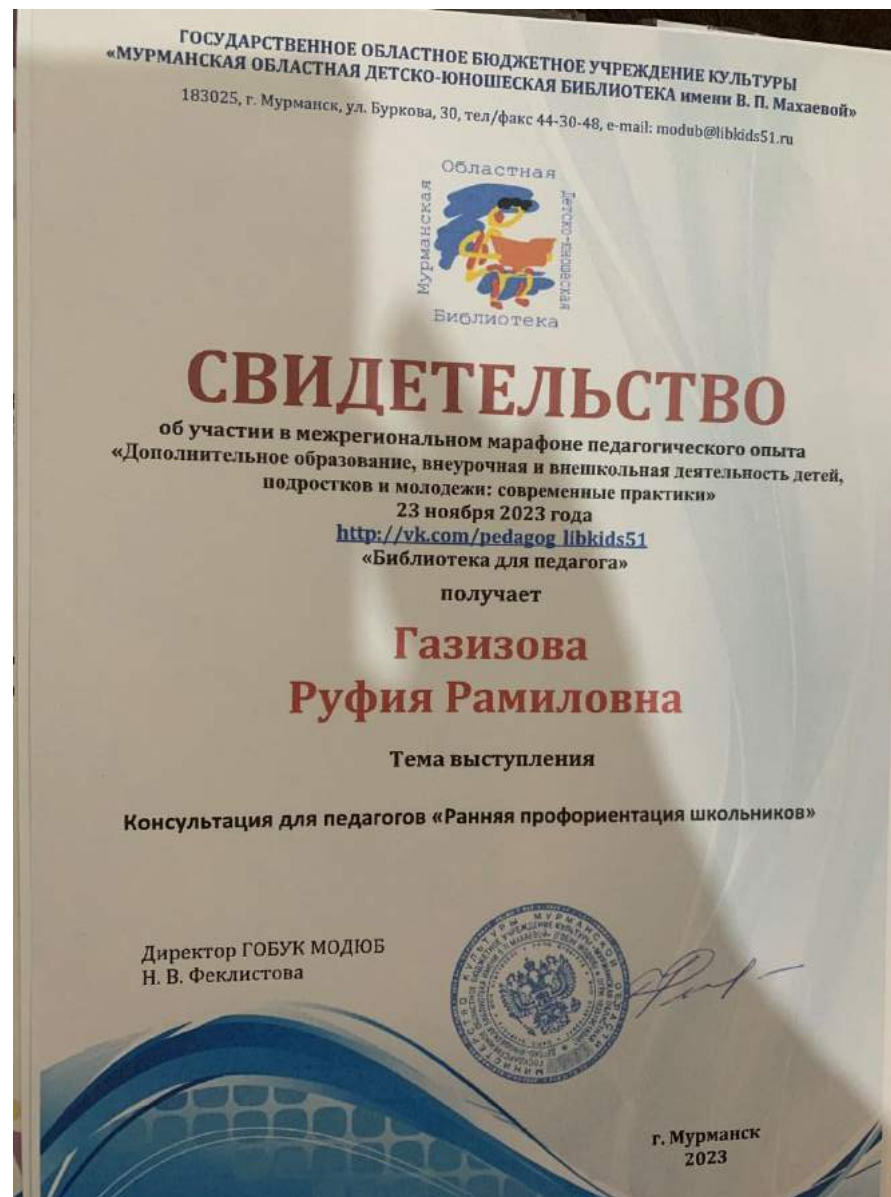 ГОСУДАРСТВЕННОЕ ОБЛАСТНОЕ БЮДЖЕТНОЕ УЧРЕЖДЕНИЕ КУЛЬТУРЫ
«МУРМАНСКАЯ ОБЛАСТНАЯ ДЕТСКО-ЮНОШЕСКАЯ БИБЛИОТЕКА имени В. П. Махаевой»
183025, г. Мурманск, ул. Буркова, 30, тел/факс 44-30-48, e-mail: modub@libkids51.ru
Областная
Мурманская
Детско-юношеская
Библиотека
СВИДЕТЕЛЬСТВО
об участии в межрегиональном марафоне педагогического опыта
«Дополнительное образование, внеурочная и внешкольная деятельность детей,
подростков и молодежи: современные практики»
23 ноября 2023 года
http://vk.com/pedagog_libkids51
«Библиотека для педагога»
получает
Газизова
Руфия Рамиловна
Тема выступления
Консультация для педагогов «Ранняя профориентация школьников»
Директор ГОБУК МОДЮБ
Н. В. Феклистова
МИНИСТЕРСТВО КУЛЬТУРЫ МУРМАНСКОЙ ОБЛАСТИ
г. Мурманск
2023